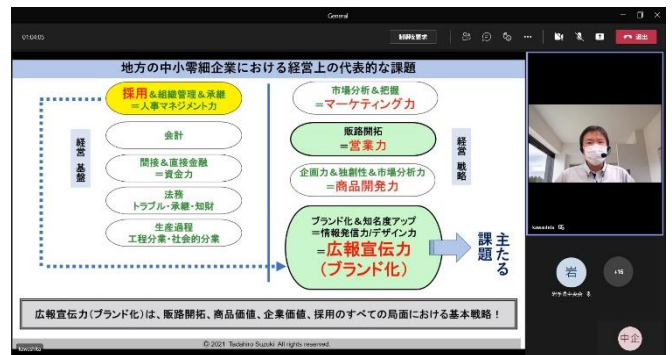 General
01:04:05
制御を要求
退出
地方の中小零細企業における経営上の代表的な課題
採用&組織管理&承継
=人事マネジメント力
会計
間接&直接金融
=資金力
法務
トラブル・承継・知財
生産過程
工程分業・社会的分業
経営基盤
市場分析&把握
=マーケティング力
販路開拓
=営業力
企画力&独創性&市場分析力
=商品開発力
ブランド化&知名度アップ
=情報発信力/デザイン力
=広報宣伝力
(ブランド化)
経営戦略
主たる
課題
広報宣伝力(ブランド化)は、販路開拓、商品価値、企業価値、採用のすべての局面における基本戦略!
© 2021 Tadahiro Suzuki All rights reserved.
岩
+16
中企